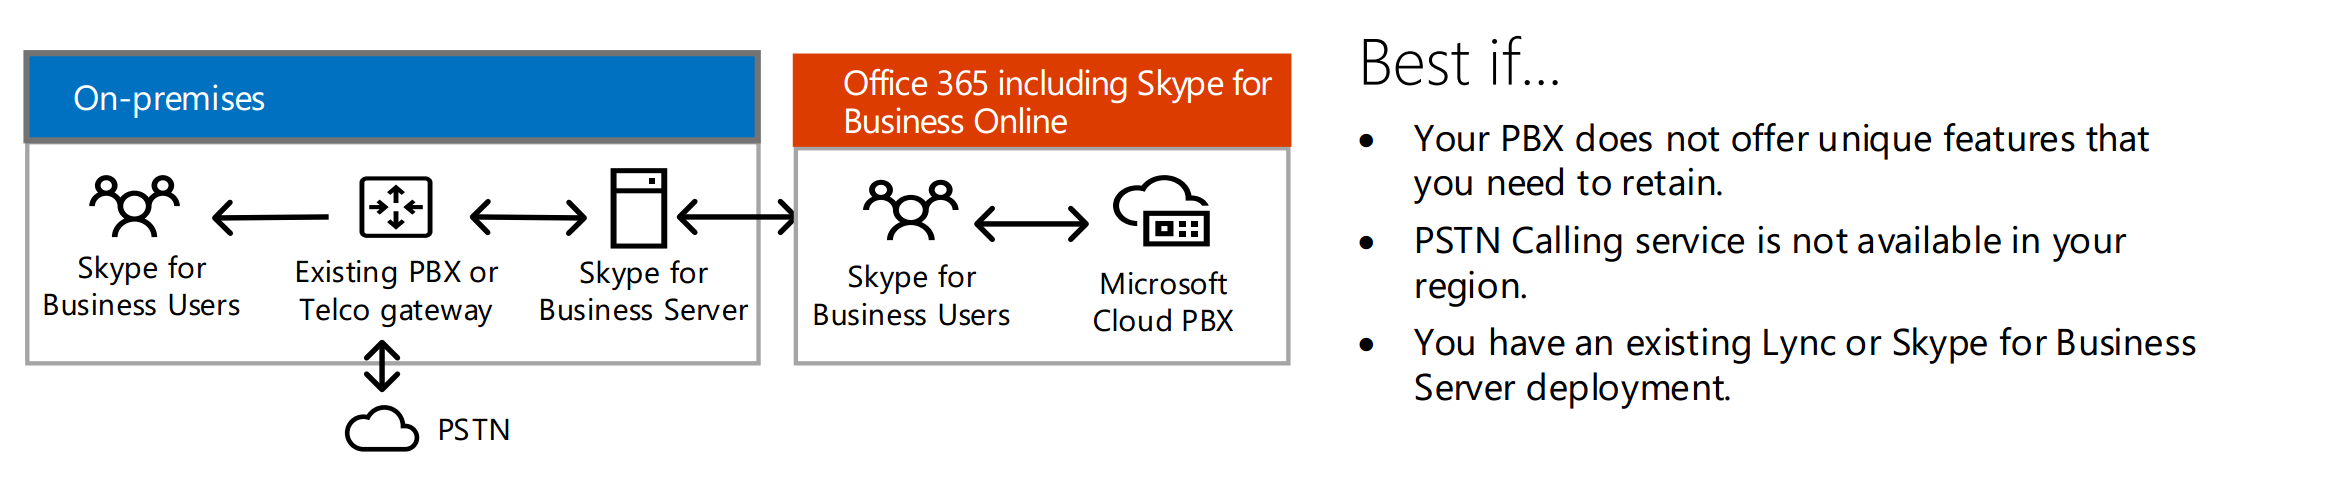 On-premises
Skype for
Business Users
Existing PBX or
Telco gateway
Skype for
Business Server
PSTN
Office 365 including Skype for
Business Online
Skype for
Business Users
Microsoft
Cloud PBX
Best if...
• Your PBX does not offer unique features that
you need to retain.
• PSTN Calling service is not available in your
region.
• You have an existing Lync or Skype for Business
Server deployment.